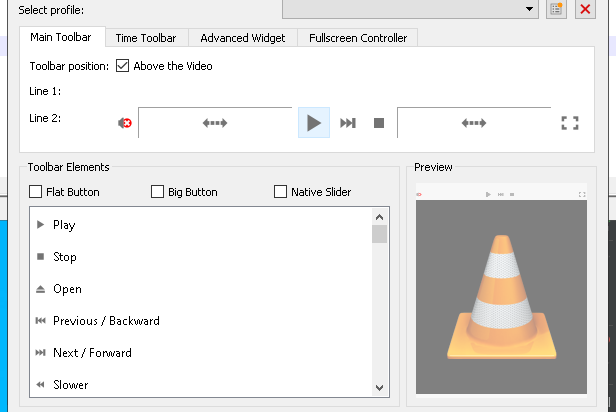 Select profile:
Main Toolbar Time Toolbar Advanced Widget Fullscreen Controller
Toolbar position: Above the Video
Line 1:
Line 2:
Toolbar Elements
Preview
Flat Button Big Button Native Slider
Play
Stop
Open
Previous / Backward
Next / Forward
Slower